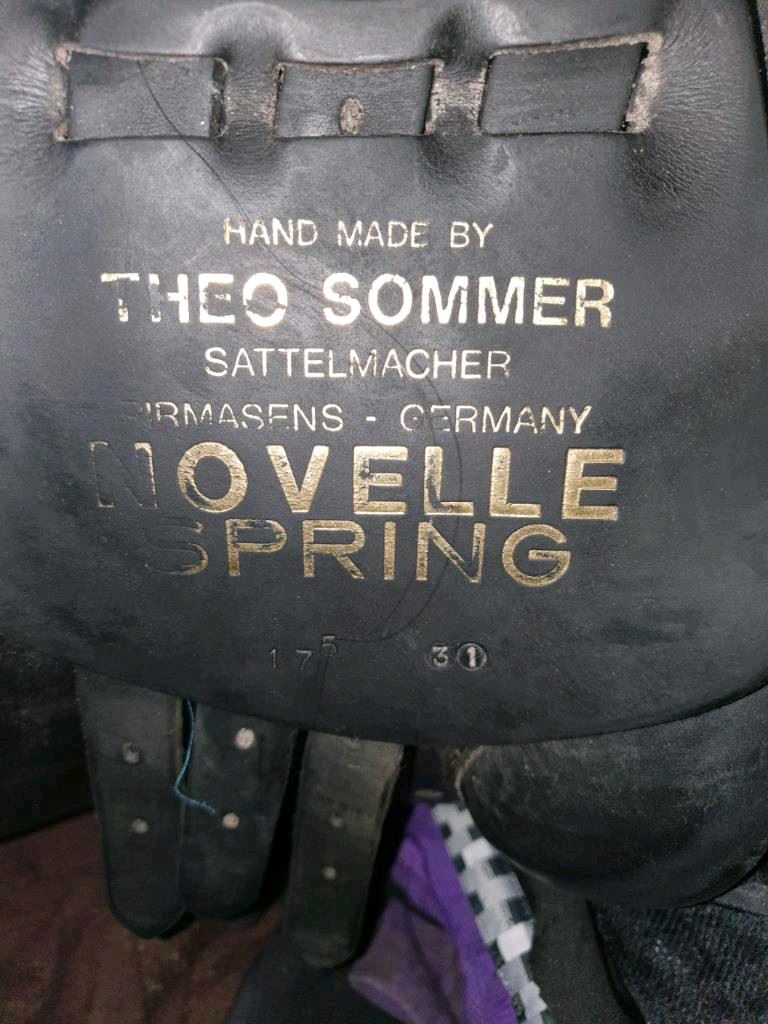 HAND MADE BY
THEO SOMMER
SATTELMACHER
PIRMASENS - GERMANY
NOVELLE
SPRING
17⁵ 3①